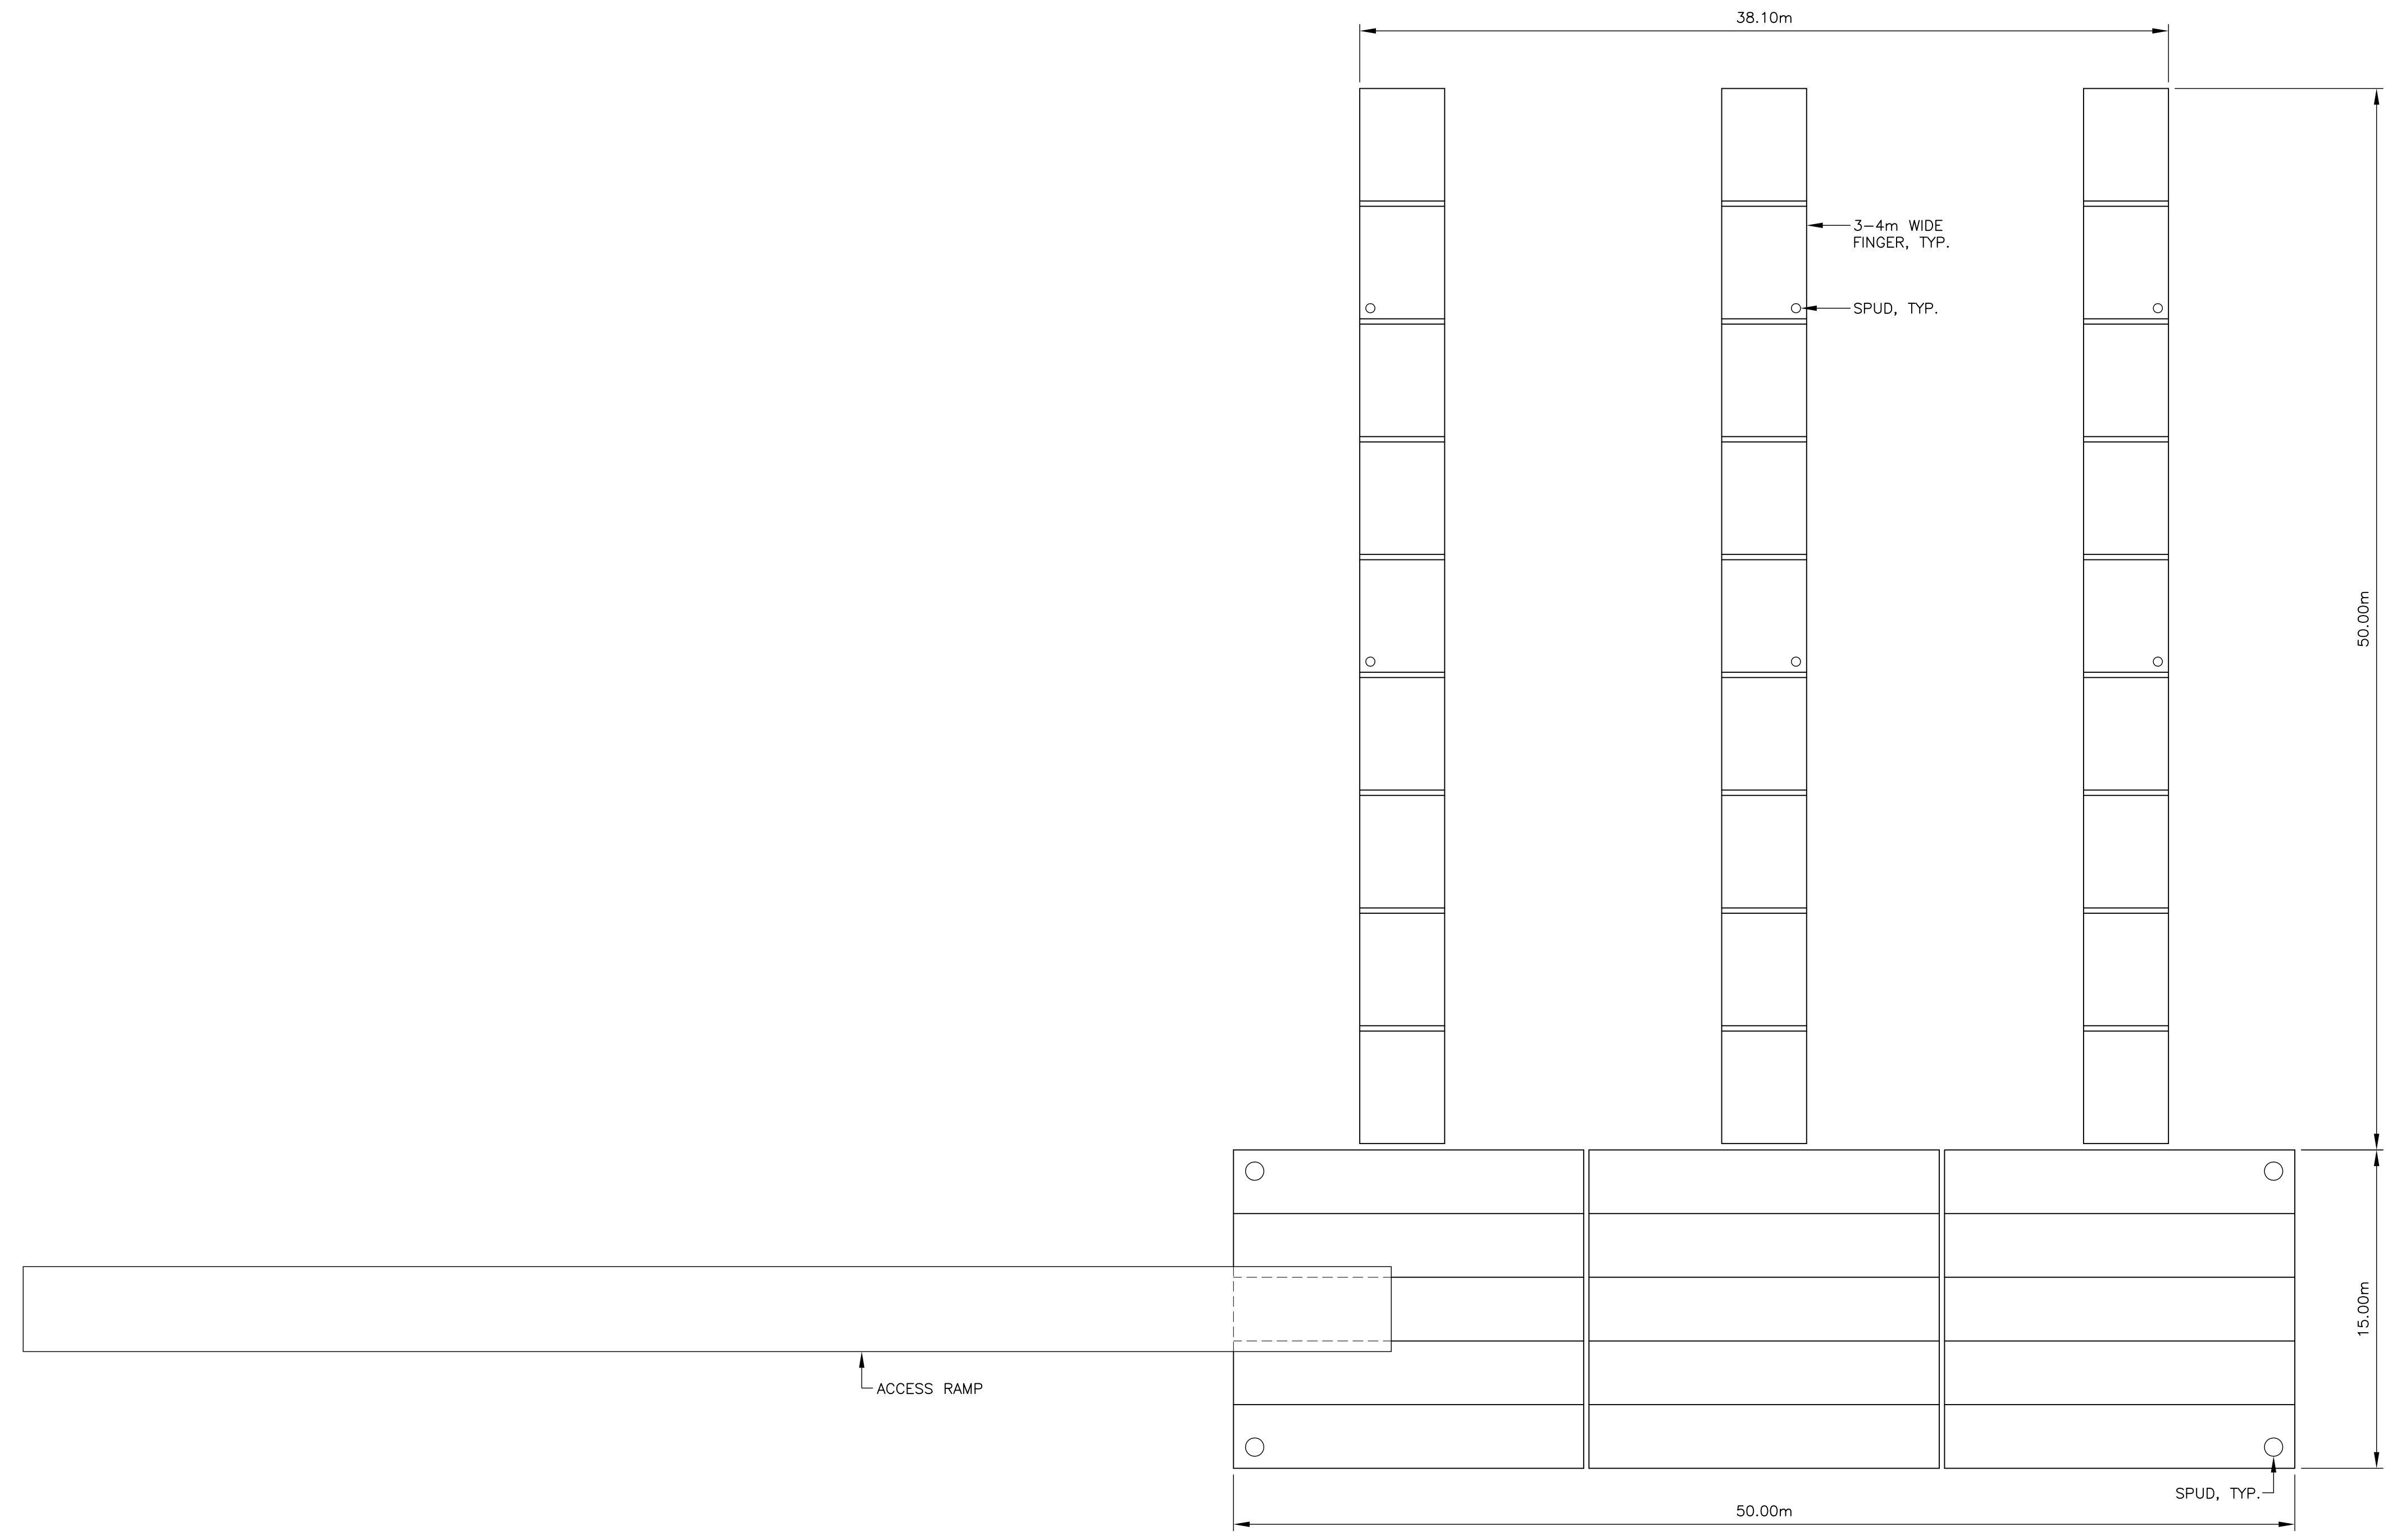 38.10m
3-4m WIDE
FINGER, TYP.
SPUD, TYP.
50.00m
15.00m
ACCESS RAMP
SPUD, TYP.
50.00m